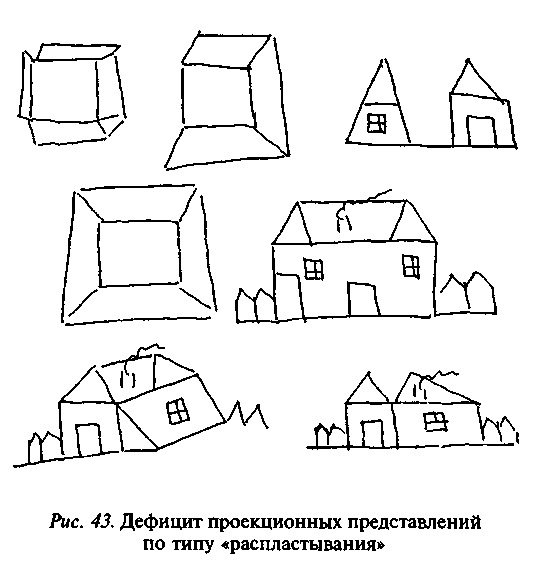 Рис. 43. Дефицит проекционных представлений
по типу «распластывания»